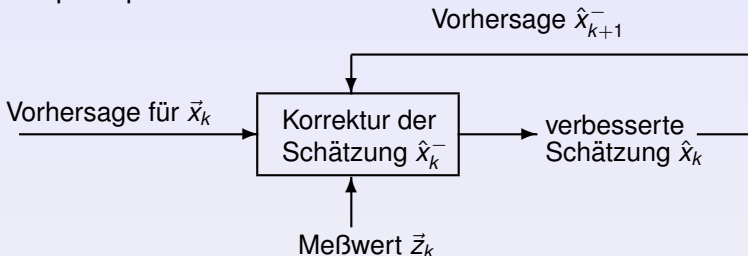 Vorhersage x̂⁻ₖ₊₁
Vorhersage für x⃗ₖ
Korrektur der
Schätzung x̂⁻ₖ
verbesserte
Schätzung x̂ₖ
Meßwert z⃗ₖ